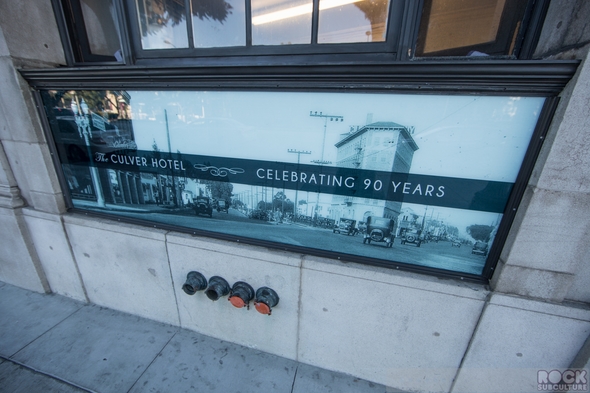 The CULVER HOTEL CELEBRATING 90 YEARS
ROCK
SUBCULTURE